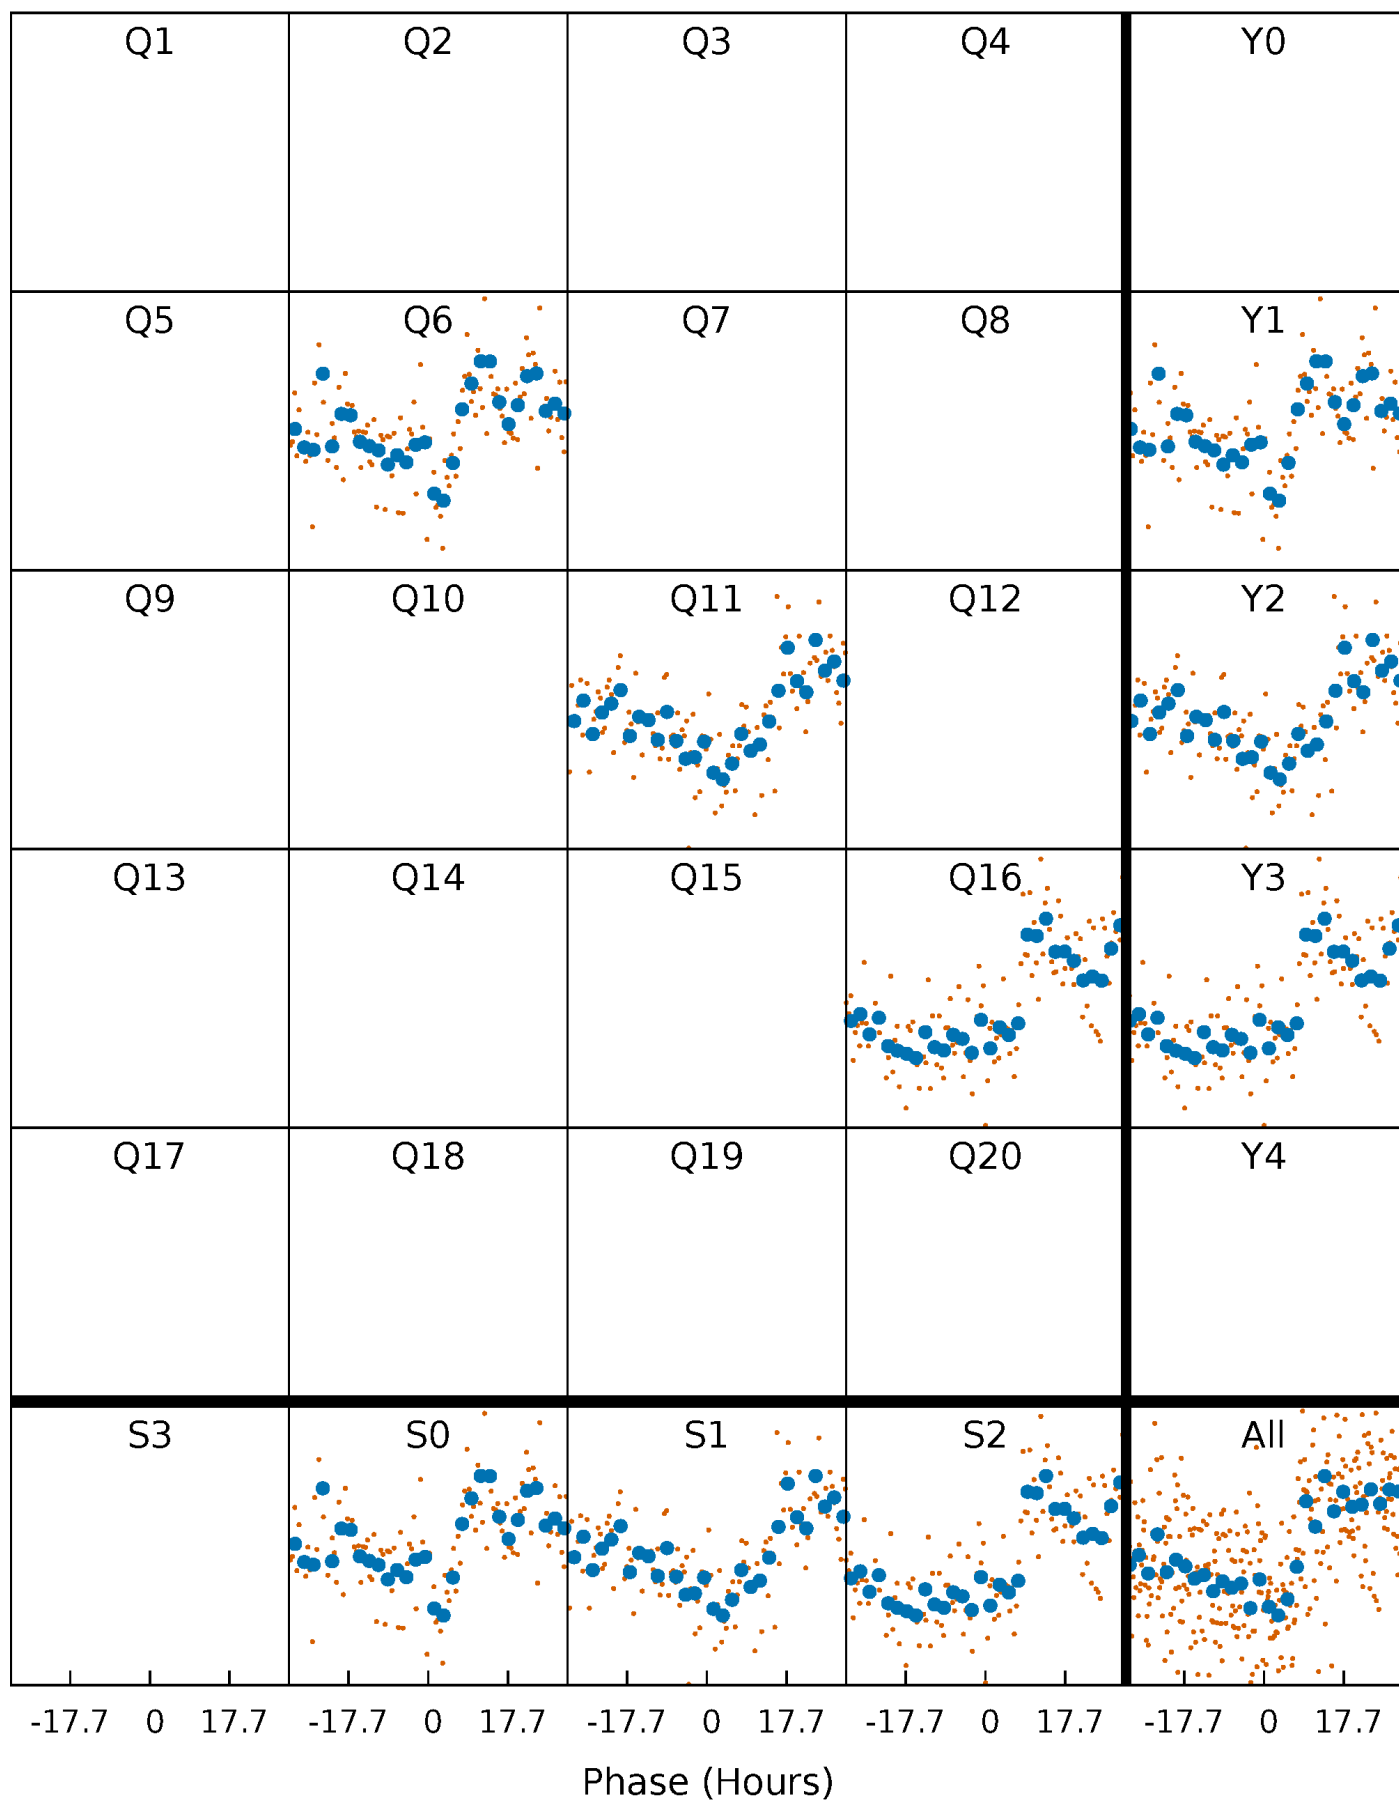 Q1 Q2 Q3 Q4 Y0
Q5 Q6 Q7 Q8 Y1
Q9 Q10 Q11 Q12 Y2
Q13 Q14 Q15 Q16 Y3
Q17 Q18 Q19 Q20 Y4
S3 S0 S1 S2 All
-17.7 0 17.7 -17.7 0 17.7 -17.7 0 17.7 -17.7 0 17.7 -17.7 0 17.7
Phase (Hours)